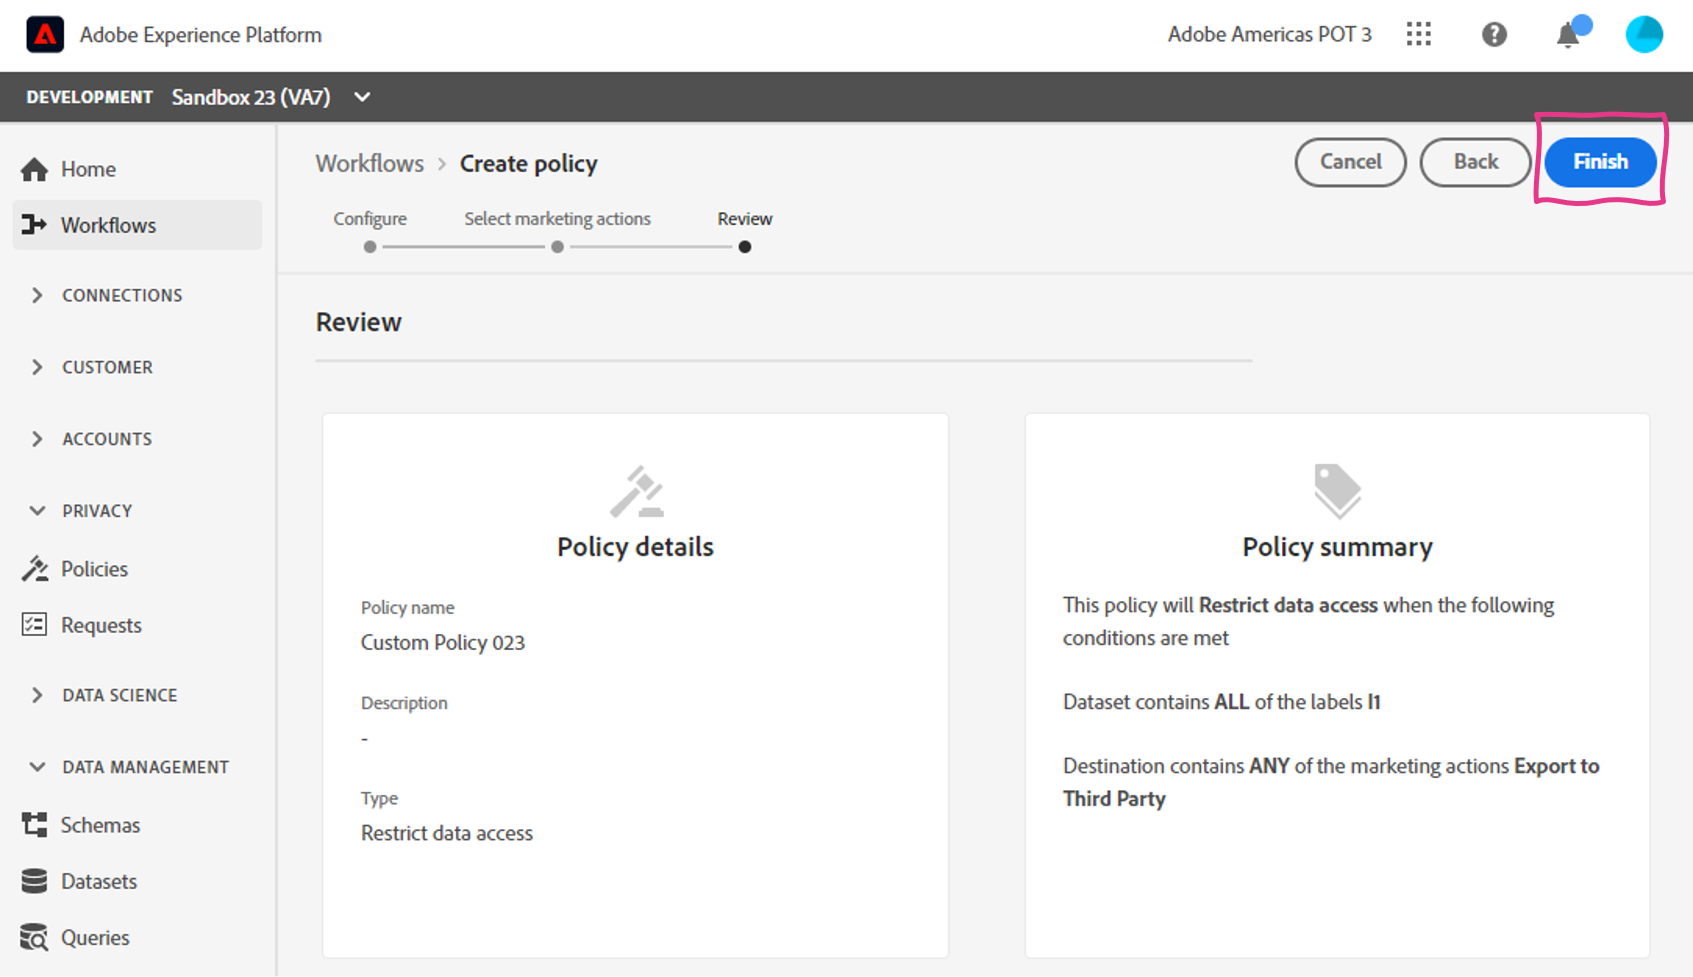 Adobe Experience Platform
Adobe Americas POT 3
DEVELOPMENT Sandbox 23 (VA7)
Home
Workflows
CONNECTIONS
CUSTOMER
ACCOUNTS
PRIVACY
Policies
Requests
DATA SCIENCE
DATA MANAGEMENT
Schemas
Datasets
Queries
Workflows › Create policy
Cancel
Back
Finish
Configure
Select marketing actions
Review
Review
Policy details
Policy name
Custom Policy 023
Description
-
Type
Restrict data access
Policy summary
This policy will Restrict data access when the following
conditions are met
Dataset contains ALL of the labels I1
Destination contains ANY of the marketing actions Export to
Third Party